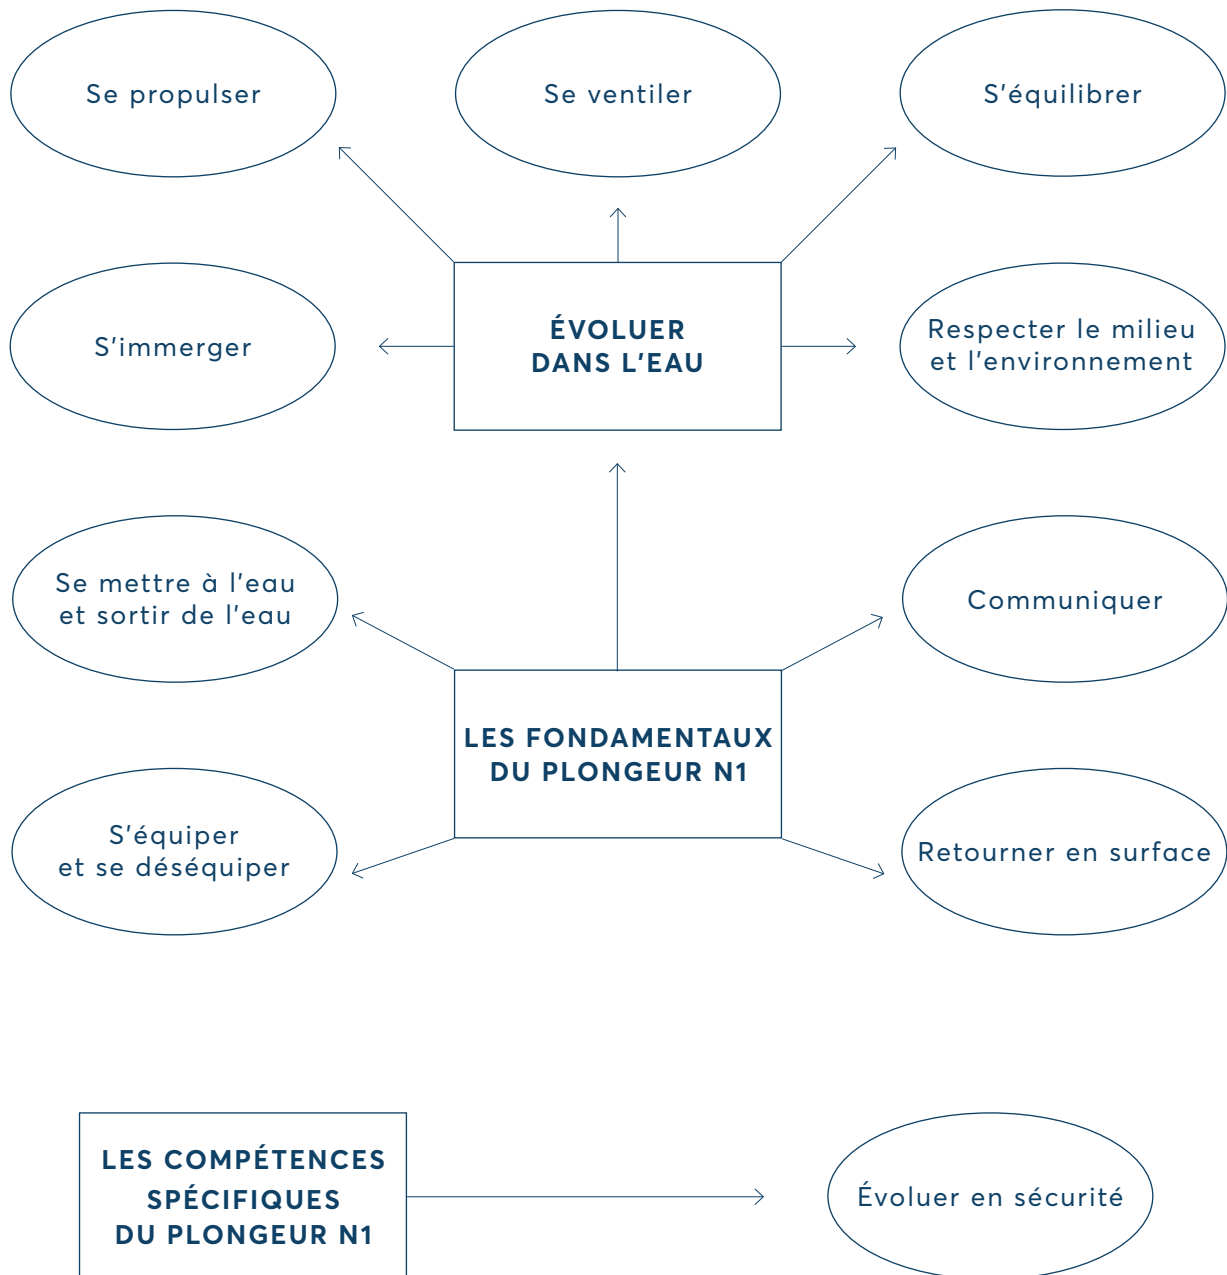 Se propulser
Se ventiler
S'équilibrer
S'immerger
ÉVOLUER
DANS L'EAU
Respecter le milieu
et l'environnement
Se mettre à l'eau
et sortir de l'eau
Communiquer
LES FONDAMENTAUX
DU PLONGEUR N1
S'équiper
et se déséquiper
Retourner en surface
LES COMPÉTENCES
SPÉCIFIQUES
DU PLONGEUR N1
Évoluer en sécurité